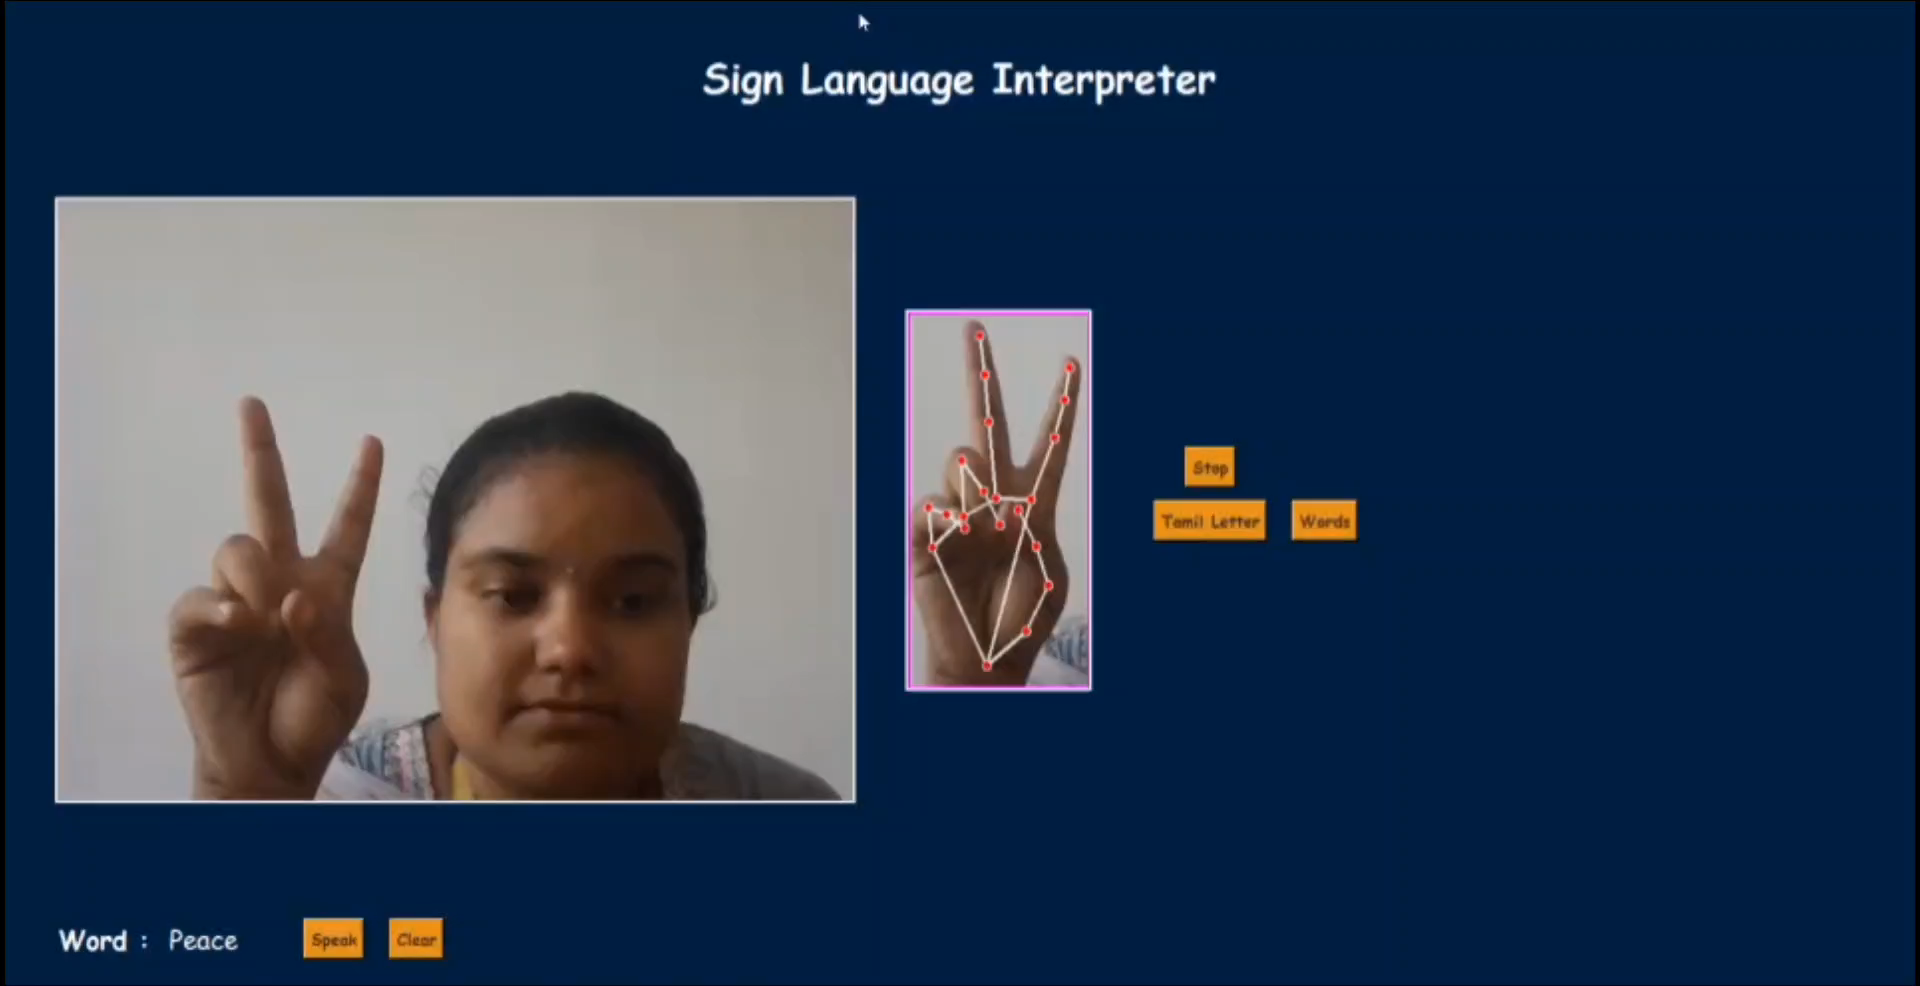 Sign Language Interpreter
Stop
Tamil Letter Words
Word : Peace Speak Clear